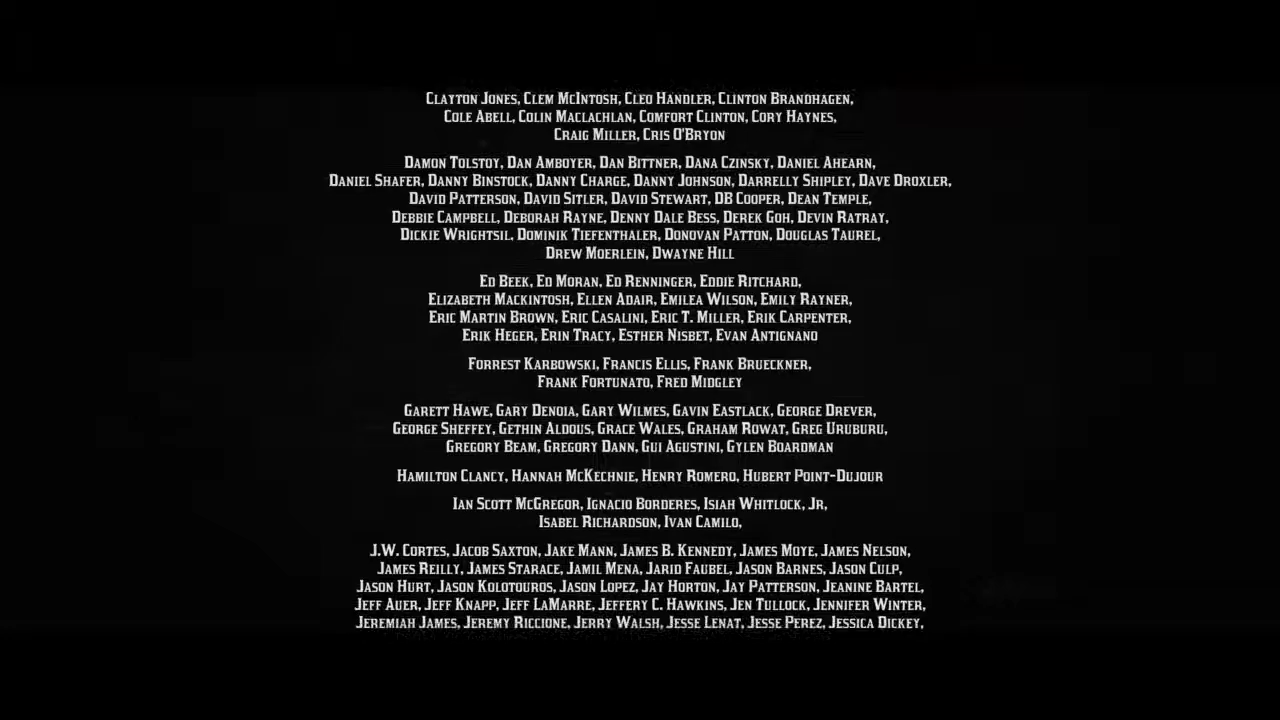 Clayton Jones, Clem McIntosh, Cleo Handler, Clinton Brandhagen,
Cole Abell, Colin Maclachlan, Comfort Clinton, Cory Haynes,
Craig Miller, Cris O'Bryon
Damon Tolstoy, Dan Amboyer, Dan Bittner, Dana Czinsky, Daniel Ahearn,
Daniel Shafer, Danny Binstock, Danny Charge, Danny Johnson, Darrelly Shipley, Dave Droxler,
David Patterson, David Sitler, David Stewart, DB Cooper, Dean Temple,
Debbie Campbell, Deborah Rayne, Denny Dale Bess, Derek Goh, Devin Ratray,
Dickie Wrightsil, Dominik Tiefenthaler, Donovan Patton, Douglas Taurel,
Drew Moerlein, Dwayne Hill
Ed Beek, Ed Moran, Ed Renninger, Eddie Ritchard,
Elizabeth Mackintosh, Ellen Adair, Emilea Wilson, Emily Rayner,
Eric Martin Brown, Eric Casalini, Eric T. Miller, Erik Carpenter,
Erik Heger, Erin Tracy, Esther Nisbet, Evan Antignano
Forrest Karbowski, Francis Ellis, Frank Brueckner,
Frank Fortunato, Fred Midgley
Garett Hawe, Gary Denoia, Gary Wilmes, Gavin Eastlack, George Drever,
George Sheffey, Gethin Aldous, Grace Wales, Graham Rowat, Greg Uruburu,
Gregory Beam, Gregory Dann, Gui Agustini, Gylen Boardman
Hamilton Clancy, Hannah McKechnie, Henry Romero, Hubert Point-Dujour
Ian Scott McGregor, Ignacio Borderes, Isiah Whitlock, Jr,
Isabel Richardson, Ivan Camilo,
J.W. Cortes, Jacob Saxton, Jake Mann, James B. Kennedy, James Moye, James Nelson,
James Reilly, James Starace, Jamil Mena, Jarid Faubel, Jason Barnes, Jason Culp,
Jason Hurt, Jason Kolotouros, Jason Lopez, Jay Horton, Jay Patterson, Jeanine Bartel,
Jeff Auer, Jeff Knapp, Jeff LaMarre, Jeffery C. Hawkins, Jen Tullock, Jennifer Winter,
Jeremiah James, Jeremy Riccione, Jerry Walsh, Jesse Lenat, Jesse Perez, Jessica Dickey,